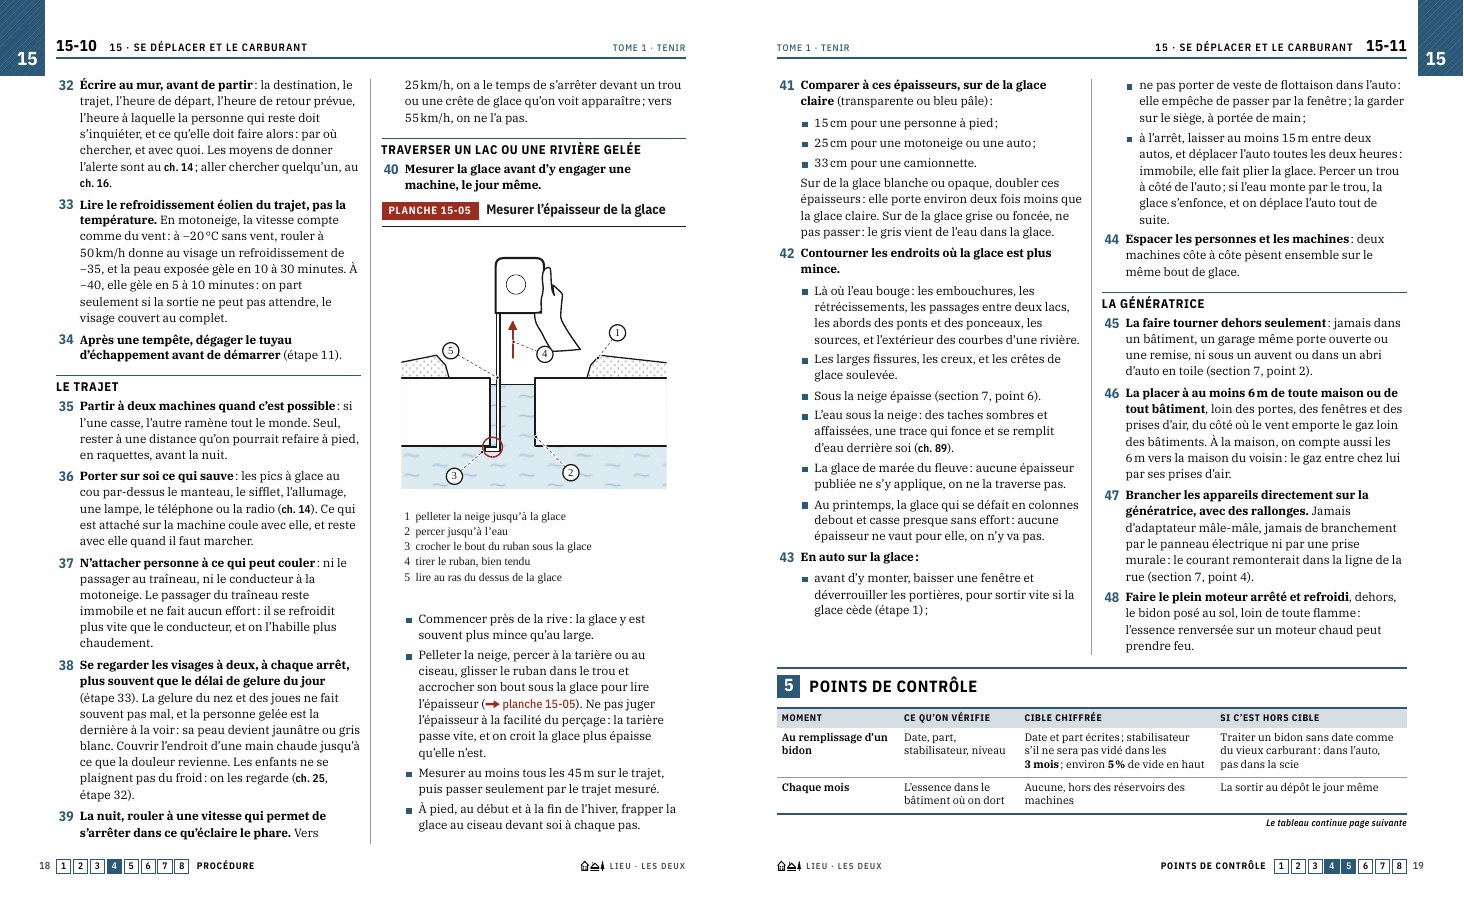 15
15-10 15 · SE DÉPLACER ET LE CARBURANT
TOME 1 · TENIR
32 Écrire au mur, avant de partir : la destination, le
trajet, l’heure de départ, l’heure de retour prévue,
l’heure à laquelle la personne qui reste doit
s’inquiéter, et ce qu’elle doit faire alors : par où
chercher, et avec quoi. Les moyens de donner
l’alerte sont au ch. 14 ; aller chercher quelqu’un, au
ch. 16.
33 Lire le refroidissement éolien du trajet, pas la
température. En motoneige, la vitesse compte
comme du vent : à −20 °C sans vent, rouler à
50 km/h donne au visage un refroidissement de
−35, et la peau exposée gèle en 10 à 30 minutes. À
−40, elle gèle en 5 à 10 minutes : on part
seulement si la sortie ne peut pas attendre, le
visage couvert au complet.
34 Après une tempête, dégager le tuyau
d’échappement avant de démarrer (étape 11).
LE TRAJET
35 Partir à deux machines quand c’est possible : si
l’une casse, l’autre ramène tout le monde. Seul,
rester à une distance qu’on pourrait refaire à pied,
en raquettes, avant la nuit.
36 Porter sur soi ce qui sauve : les pics à glace au
cou par-dessus le manteau, le sifflet, l’allumage,
une lampe, le téléphone ou la radio (ch. 14). Ce qui
est attaché sur la machine coule avec elle, et reste
avec elle quand il faut marcher.
37 N’attacher personne à ce qui peut couler : ni le
passager au traîneau, ni le conducteur à la
motoneige. Le passager du traîneau reste
immobile et ne fait aucun effort : il se refroidit
plus vite que le conducteur, et on l’habille plus
chaudement.
38 Se regarder les visages à deux, à chaque arrêt,
plus souvent que le délai de gelure du jour
(étape 33). La gelure du nez et des joues ne fait
souvent pas mal, et la personne gelée est la
dernière à la voir : sa peau devient jaunâtre ou gris
blanc. Couvrir l’endroit d’une main chaude jusqu’à
ce que la douleur revienne. Les enfants ne se
plaignent pas du froid : on les regarde (ch. 25,
étape 32).
39 La nuit, rouler à une vitesse qui permet de
s’arrêter dans ce qu’éclaire le phare. Vers
25 km/h, on a le temps de s’arrêter devant un trou
ou une crête de glace qu’on voit apparaître ; vers
55 km/h, on ne l’a pas.
TRAVERSER UN LAC OU UNE RIVIÈRE GELÉE
40 Mesurer la glace avant d’y engager une
machine, le jour même.
PLANCHE 15-05 Mesurer l’épaisseur de la glace
1
5
4
3
2
1 pelleter la neige jusqu’à la glace
2 percer jusqu’à l’eau
3 crocher le bout du ruban sous la glace
4 tirer le ruban, bien tendu
5 lire au ras du dessus de la glace
Commencer près de la rive : la glace y est
souvent plus mince qu’au large.
Pelleter la neige, percer à la tarière ou au
ciseau, glisser le ruban dans le trou et
accrocher son bout sous la glace pour lire
l’épaisseur (➞ planche 15-05). Ne pas juger
l’épaisseur à la facilité du perçage : la tarière
passe vite, et on croit la glace plus épaisse
qu’elle n’est.
Mesurer au moins tous les 45 m sur le trajet,
puis passer seulement par le trajet mesuré.
À pied, au début et à la fin de l’hiver, frapper la
glace au ciseau devant soi à chaque pas.
18 1 2 3 4 5 6 7 8 PROCÉDURE
LIEU · LES DEUX
TOME 1 · TENIR
15 · SE DÉPLACER ET LE CARBURANT 15-11
15
41 Comparer à ces épaisseurs, sur de la glace
claire (transparente ou bleu pâle) :
15 cm pour une personne à pied ;
25 cm pour une motoneige ou une auto ;
33 cm pour une camionnette.
Sur de la glace blanche ou opaque, doubler ces
épaisseurs : elle porte environ deux fois moins que
la glace claire. Sur de la glace grise ou foncée, ne
pas passer : le gris vient de l’eau dans la glace.
42 Contourner les endroits où la glace est plus
mince.
Là où l’eau bouge : les embouchures, les
rétrécissements, les passages entre deux lacs,
les abords des ponts et des ponceaux, les
sources, et l’extérieur des courbes d’une rivière.
Les larges fissures, les creux, et les crêtes de
glace soulevée.
Sous la neige épaisse (section 7, point 6).
L’eau sous la neige : des taches sombres et
affaissées, une trace qui fonce et se remplit
d’eau derrière soi (ch. 89).
La glace de marée du fleuve : aucune épaisseur
publiée ne s’y applique, on ne la traverse pas.
Au printemps, la glace qui se défait en colonnes
debout et casse presque sans effort : aucune
épaisseur ne vaut pour elle, on n’y va pas.
43 En auto sur la glace :
avant d’y monter, baisser une fenêtre et
déverrouiller les portières, pour sortir vite si la
glace cède (étape 1) ;
ne pas porter de veste de flottaison dans l’auto :
elle empêche de passer par la fenêtre ; la garder
sur le siège, à portée de main ;
à l’arrêt, laisser au moins 15 m entre deux
autos, et déplacer l’auto toutes les deux heures :
immobile, elle fait plier la glace. Percer un trou
à côté de l’auto ; si l’eau monte par le trou, la
glace s’enfonce, et on déplace l’auto tout de
suite.
44 Espacer les personnes et les machines : deux
machines côte à côte pèsent ensemble sur le
même bout de glace.
LA GÉNÉRATRICE
45 La faire tourner dehors seulement : jamais dans
un bâtiment, un garage même porte ouverte ou
une remise, ni sous un auvent ou dans un abri
d’auto en toile (section 7, point 2).
46 La placer à au moins 6 m de toute maison ou de
tout bâtiment, loin des portes, des fenêtres et des
prises d’air, du côté où le vent emporte le gaz loin
des bâtiments. À la maison, on compte aussi les
6 m vers la maison du voisin : le gaz entre chez lui
par ses prises d’air.
47 Brancher les appareils directement sur la
génératrice, avec des rallonges. Jamais
d’adaptateur mâle-mâle, jamais de branchement
par le panneau électrique ni par une prise
murale : le courant remonterait dans la ligne de la
rue (section 7, point 4).
48 Faire le plein moteur arrêté et refroidi, dehors,
le bidon posé au sol, loin de toute flamme :
l’essence renversée sur un moteur chaud peut
prendre feu.
5 POINTS DE CONTRÔLE
MOMENT CE QU’ON VÉRIFIE CIBLE CHIFFRÉE SI C’EST HORS CIBLE
Au remplissage d’un Date, part, Date et part écrites ; stabilisateur Traiter un bidon sans date comme
bidon stabilisateur, niveau s’il ne sera pas vidé dans les du vieux carburant : dans l’auto,
3 mois ; environ 5 % de vide en haut pas dans la scie
Chaque mois L’essence dans le Aucune, hors des réservoirs des La sortir au dépôt le jour même
bâtiment où on dort machines
Le tableau continue page suivante
LIEU · LES DEUX
POINTS DE CONTRÔLE 1 2 3 4 5 6 7 8 19